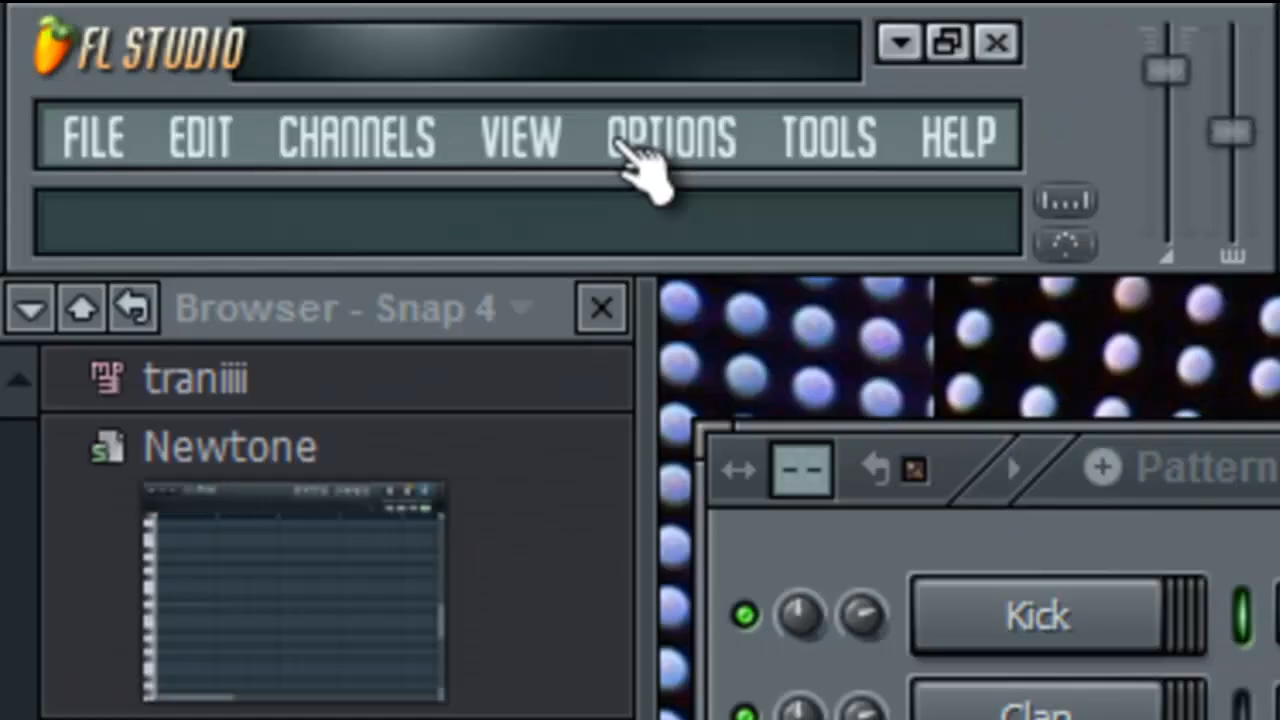 FL STUDIO
FILE EDIT CHANNELS VIEW OPTIONS TOOLS HELP
Browser - Snap 4
traniiii
Newtone
Pattern
Kick
Clap